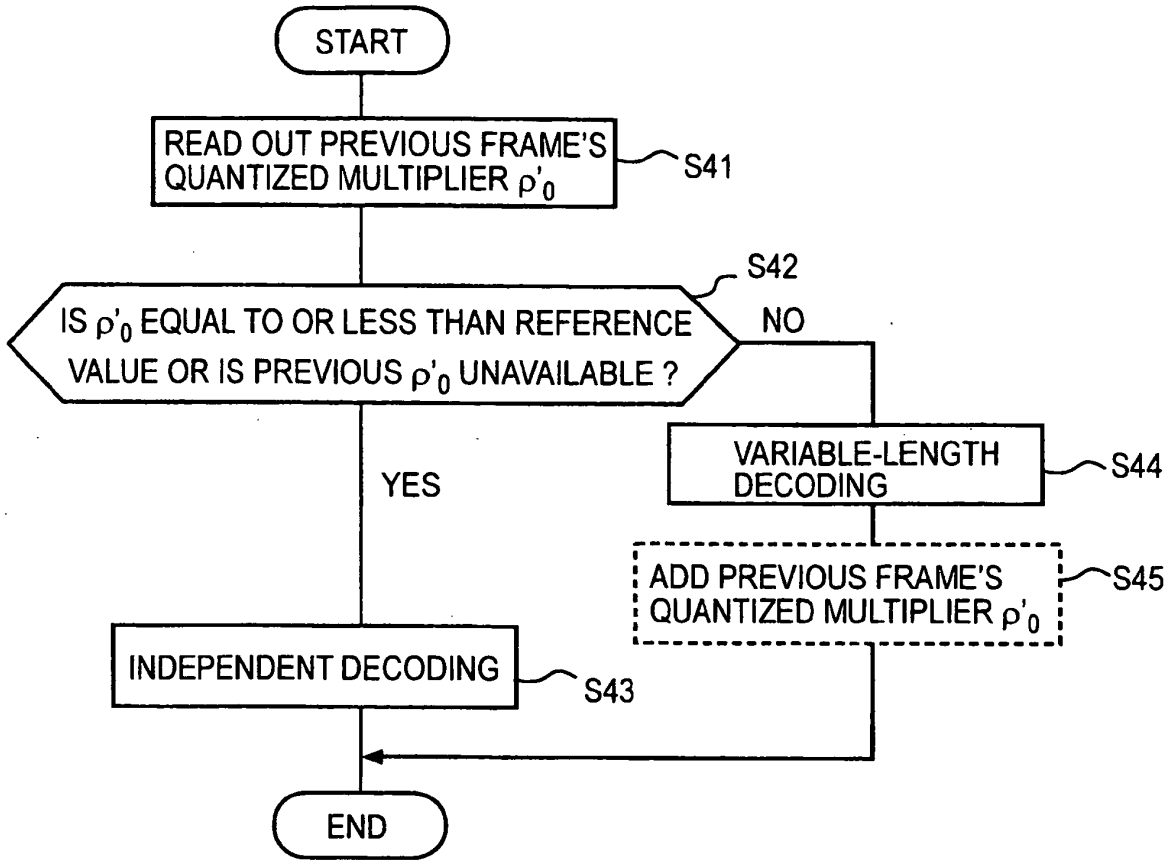 START
READ OUT PREVIOUS FRAME'S
QUANTIZED MULTIPLIER ρ'₀
S41
S42
IS ρ'₀ EQUAL TO OR LESS THAN REFERENCE
VALUE OR IS PREVIOUS ρ'₀ UNAVAILABLE ?
NO
YES
VARIABLE-LENGTH
DECODING
S44
ADD PREVIOUS FRAME'S
QUANTIZED MULTIPLIER ρ'₀
S45
INDEPENDENT DECODING
S43
END